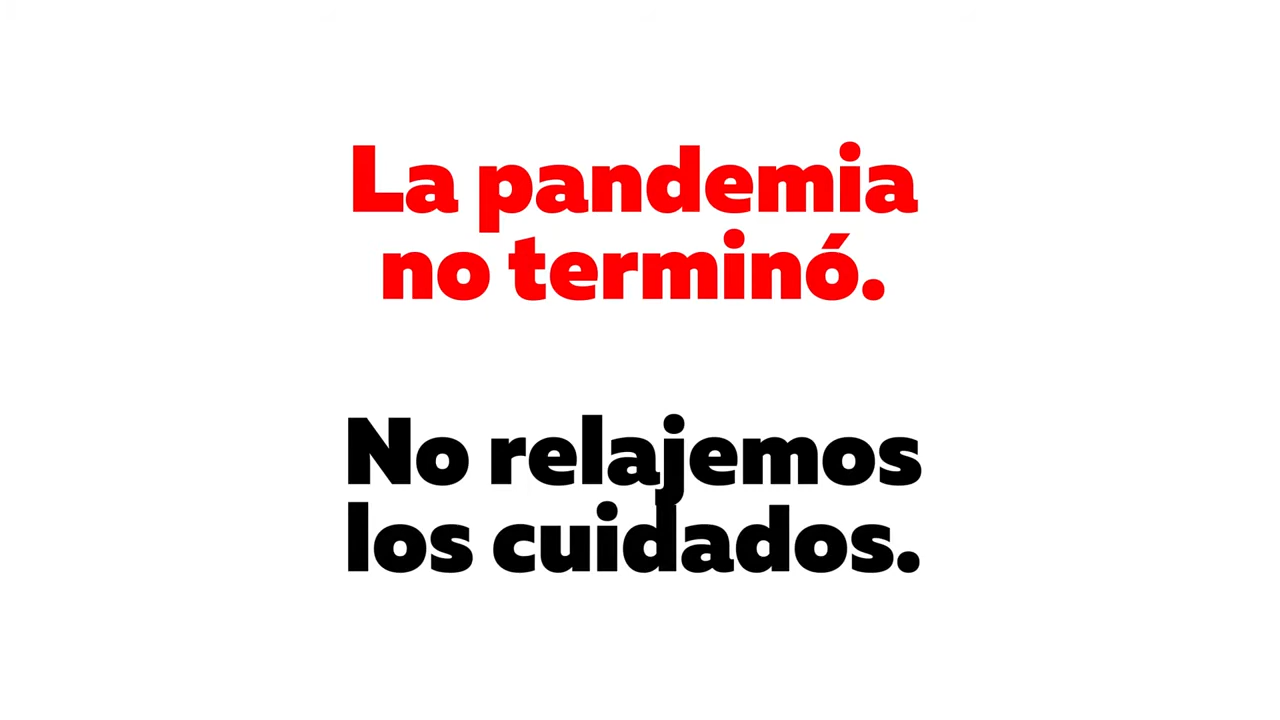 La pandemia
no terminó.
No relajemos
los cuidados.